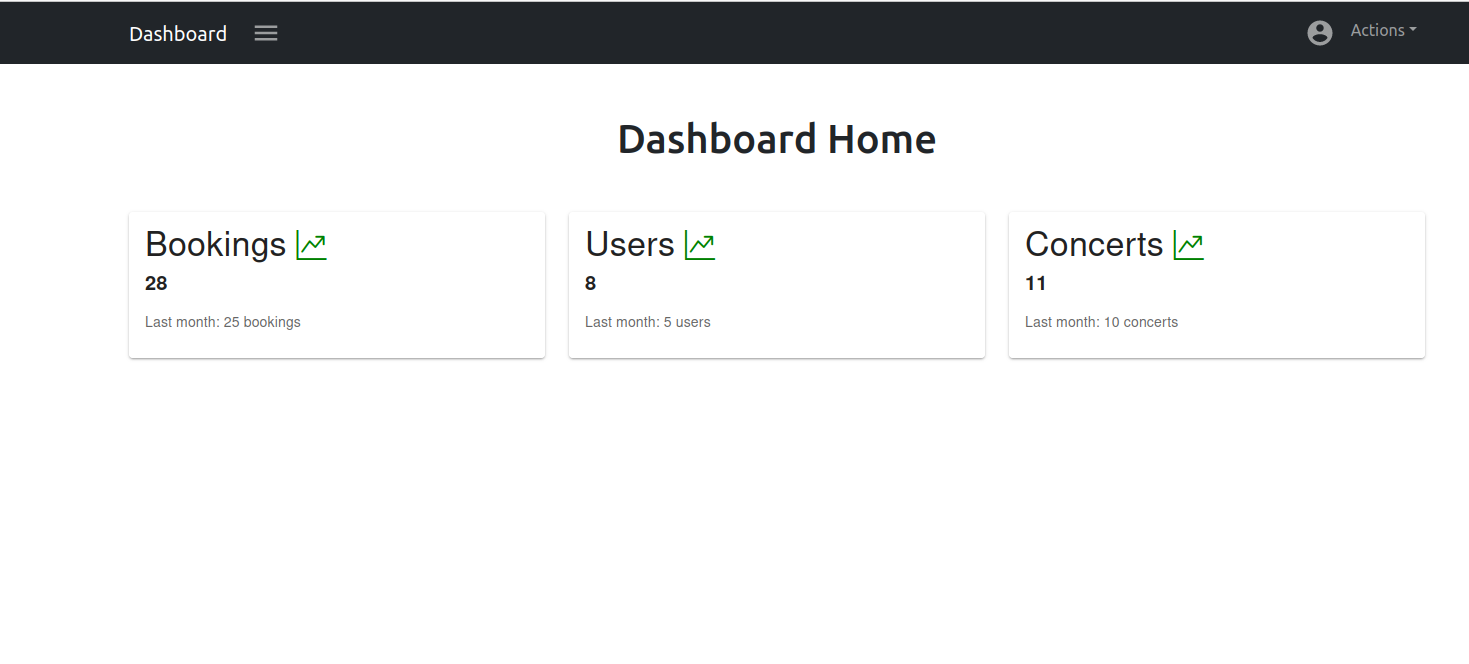 Dashboard
Actions
Dashboard Home
Bookings
28
Last month: 25 bookings
Users
8
Last month: 5 users
Concerts
11
Last month: 10 concerts